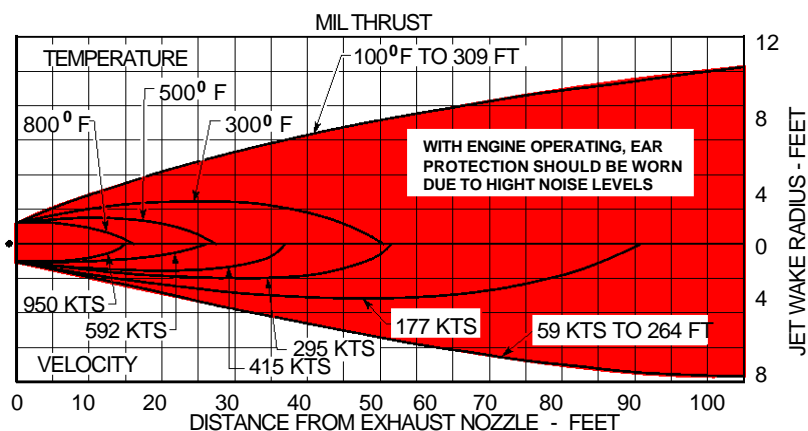 MIL THRUST
TEMPERATURE
100⁰F TO 309 FT
500⁰ F
800⁰ F
300⁰ F
WITH ENGINE OPERATING, EAR
PROTECTION SHOULD BE WORN
DUE TO HIGHT NOISE LEVELS
12
8
4
0
4
8
JET WAKE RADIUS - FEET
950 KTS
592 KTS
415 KTS
295 KTS
177 KTS
59 KTS TO 264 FT
VELOCITY
0 10 20 30 40 50 60 70 80 90 100
DISTANCE FROM EXHAUST NOZZLE - FEET